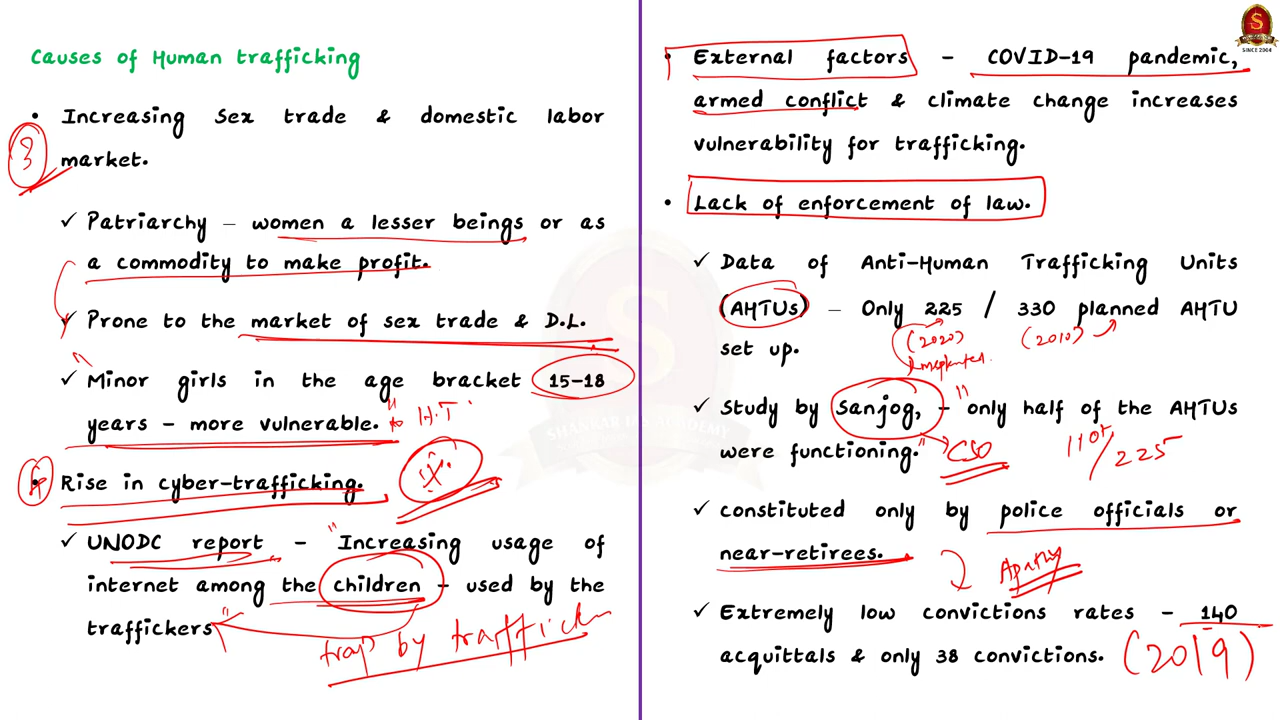 Causes of Human trafficking
• Increasing sex trade & domestic labor
market.
3
✓ Patriarchy – women a lesser beings or as
a commodity to make profit.
✓ Prone to the market of sex trade & D.L.
✓ Minor girls in the age bracket 15-18
years - more vulnerable." to H.T.
• Rise in cyber-trafficking.
✓ UNODC report - "Increasing usage of
internet among the children - used by the
traffickers"
trap by
S
SINCE 2004
• External factors - COVID-19 pandemic,
armed conflict & climate change increases
vulnerability for trafficking.
• Lack of enforcement of law.
✓ Data of Anti-Human Trafficking Units
(AHTUs) – Only 225 / 330 planned AHTU
(2020) (2010)
set up.
✓ Study by Sanjog, - "only half of the AHTUs
were functioning." CSO
110+/225
✓ constituted only by police officials or
near-retirees.
Apathy
✓ Extremely low convictions rates - 140
acquittals & only 38 convictions. (2019)
SHANKAR IAS ACADEMY